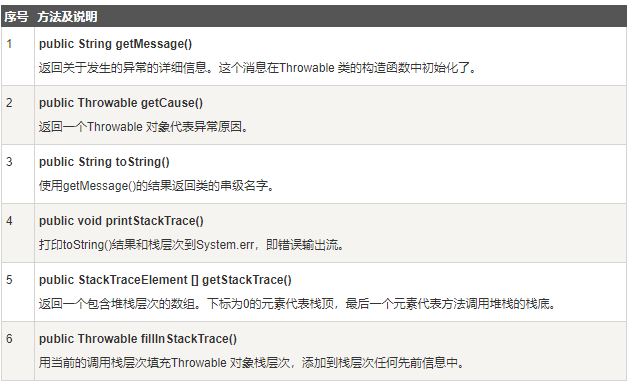 序号 方法及说明
1 public String getMessage()
返回关于发生的异常的详细信息。这个消息在Throwable 类的构造函数中初始化了。
2 public Throwable getCause()
返回一个Throwable 对象代表异常原因。
3 public String toString()
使用getMessage()的结果返回类的串级名字。
4 public void printStackTrace()
打印toString()结果和栈层次到System.err，即错误输出流。
5 public StackTraceElement [] getStackTrace()
返回一个包含堆栈层次的数组。下标为0的元素代表栈顶，最后一个元素代表方法调用堆栈的栈底。
6 public Throwable fillInStackTrace()
用当前的调用栈层次填充Throwable 对象栈层次，添加到栈层次任何先前信息中。